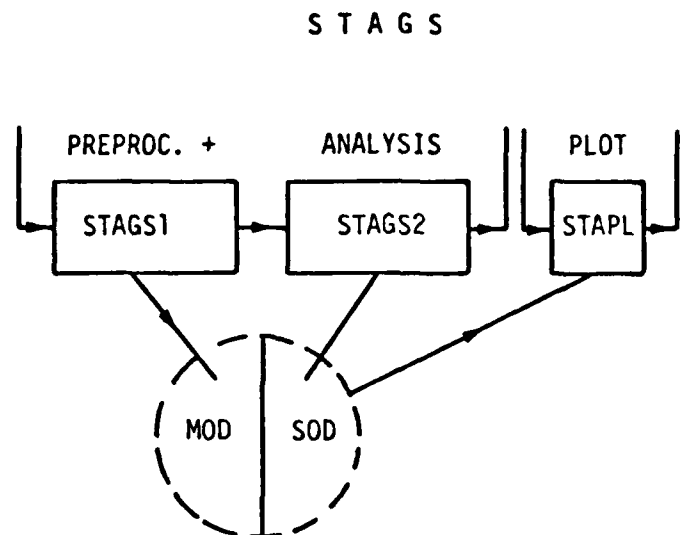 S T A G S
PREPROC. + ANALYSIS PLOT
STAGS1 STAGS2 STAPL
MOD SOD